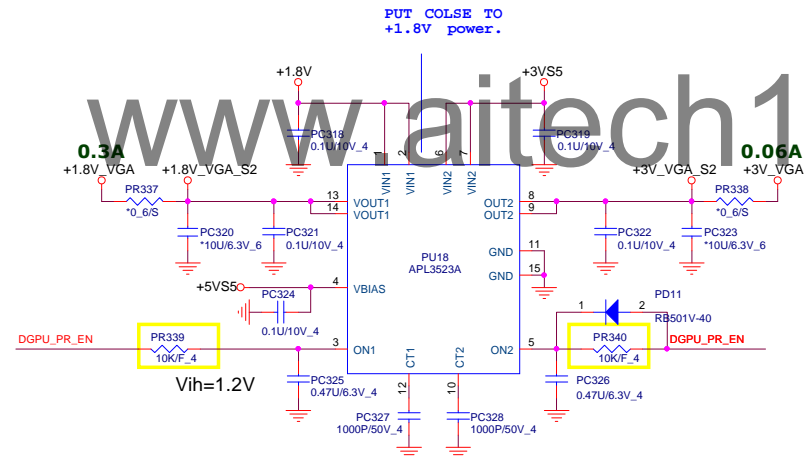 PUT COLSE TO
+1.8V power.
www.aitech1
+1.8V
+3VS5
PC318
0.1U/10V_4
PC319
0.1U/10V_4
1
2
6
7
VIN1
VIN1
VIN2
VIN2
0.3A
+1.8V_VGA
+1.8V_VGA_S2
+3V_VGA_S2
0.06A
+3V_VGA
PR337
*0_6/S
PR338
*0_6/S
13
14
VOUT1
VOUT1
OUT2
OUT2
8
9
PC320
*10U/6.3V_6
PC321
0.1U/10V_4
PC322
0.1U/10V_4
PC323
*10U/6.3V_6
PU18
APL3523A
GND
11
GND
15
+5VS5
4
VBIAS
PC324
0.1U/10V_4
PD11
1
2
RB501V-40
DGPU_PR_EN
PR339
10K/F_4
3
ON1
ON2
5
PR340
10K/F_4
DGPU_PR_EN
Vih=1.2V
PC325
0.47U/6.3V_4
CT1
CT2
12
10
PC326
0.47U/6.3V_4
PC327
1000P/50V_4
PC328
1000P/50V_4